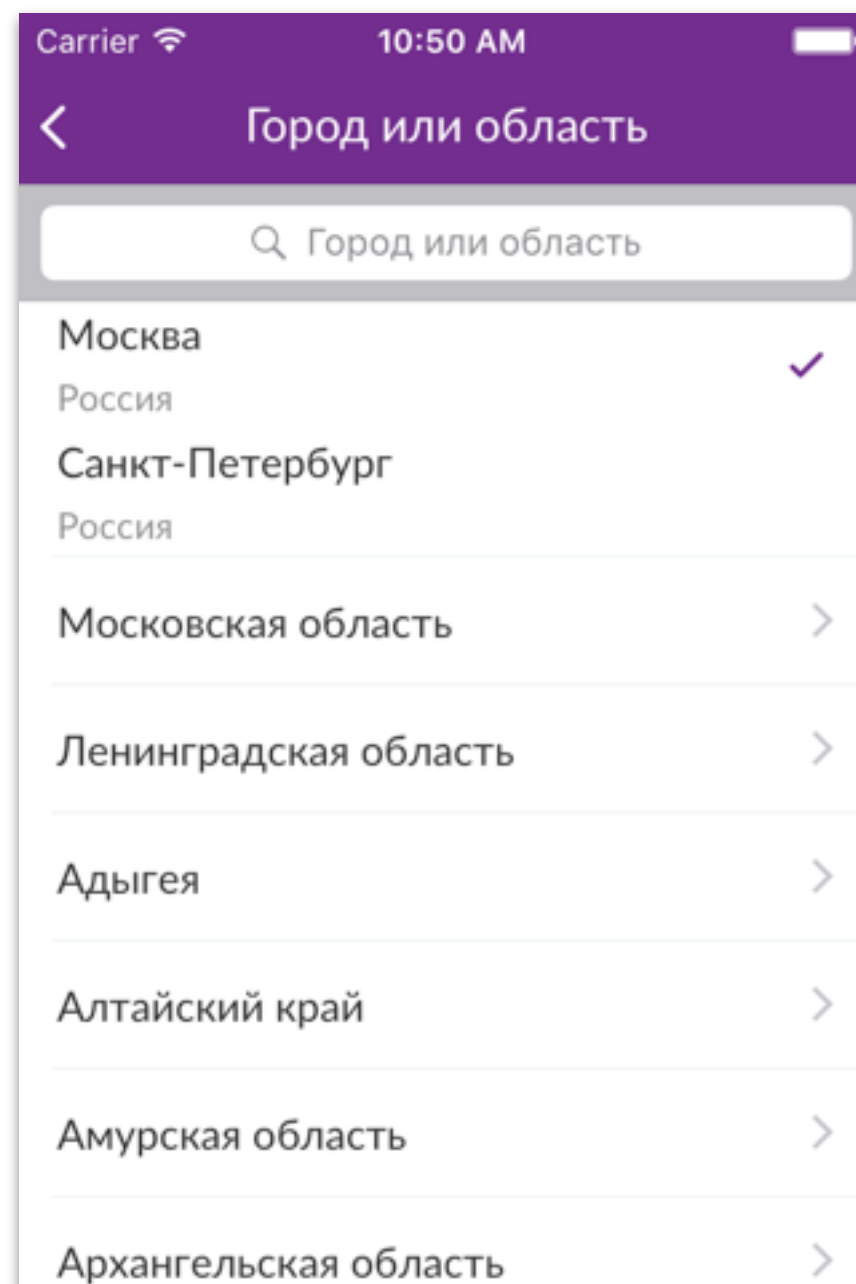 Carrier 10:50 AM
Город или область
Город или область
Москва
Россия
Санкт-Петербург
Россия
Московская область
Ленинградская область
Адыгея
Алтайский край
Амурская область
Архангельская область